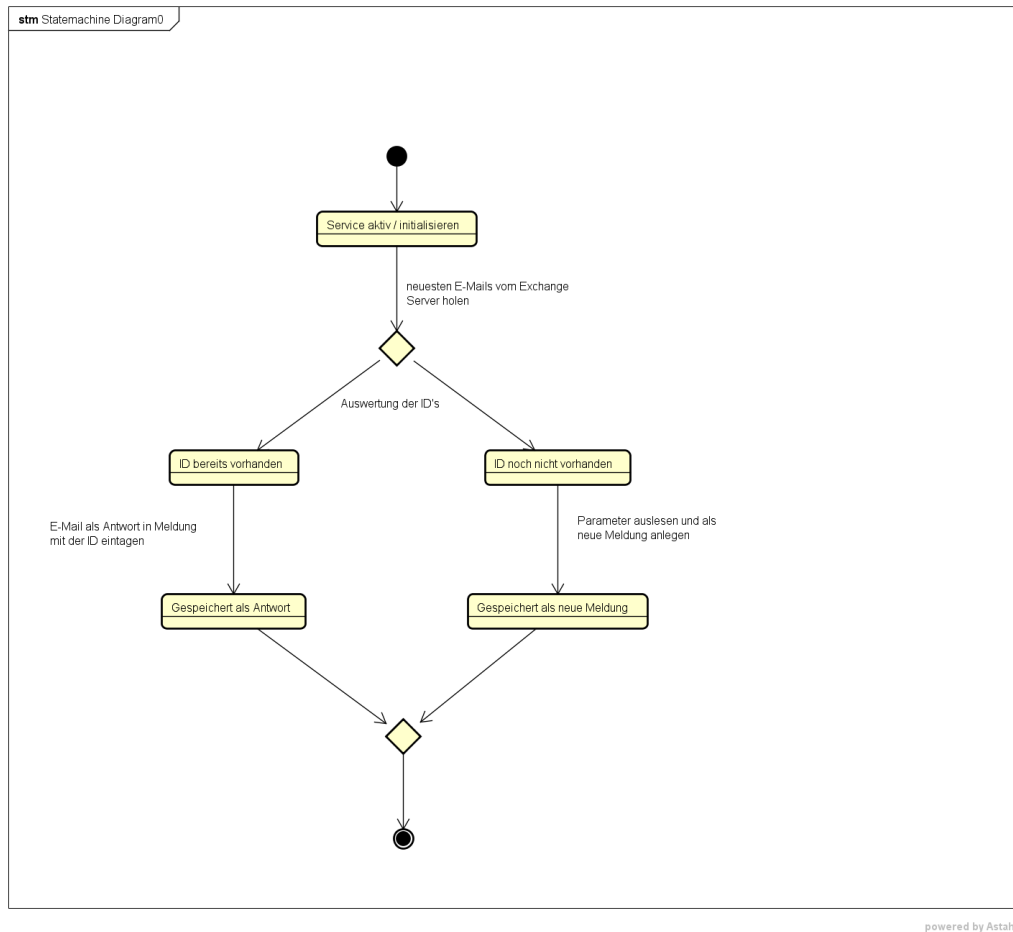 stm Statemachine Diagram0
Service aktiv / initialisieren
neuesten E-Mails vom Exchange
Server holen
Auswertung der ID's
ID bereits vorhanden
ID noch nicht vorhanden
E-Mail als Antwort in Meldung
mit der ID eintagen
Parameter auslesen und als
neue Meldung anlegen
Gespeichert als Antwort
Gespeichert als neue Meldung
powered by Astah